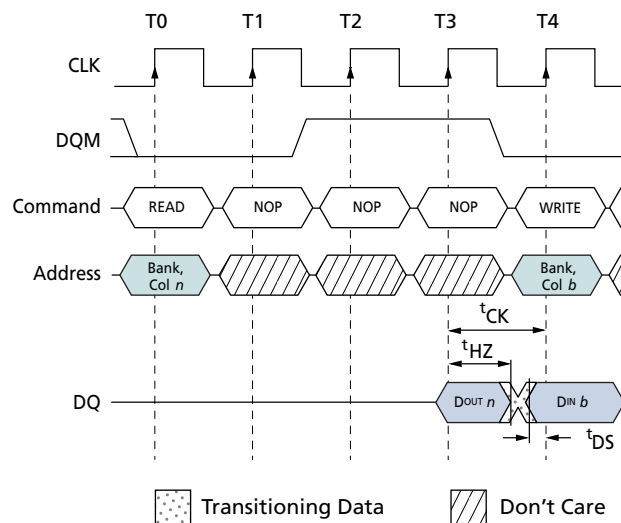 T0 T1 T2 T3 T4
CLK
DQM
Command READ NOP NOP NOP WRITE
Address Bank, Col n Bank, Col b
tCK
tHZ
DQ DOUT n DIN b
tDS
Transitioning Data Don't Care